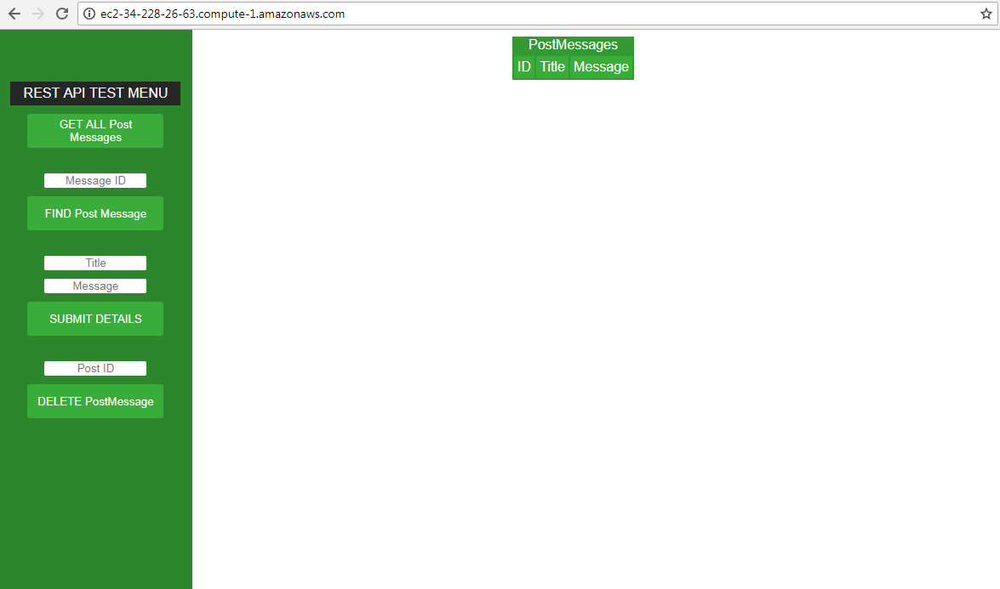 ec2-34-228-26-63.compute-1.amazonaws.com
REST API TEST MENU
GET ALL Post
Messages
Message ID
FIND Post Message
Title
Message
SUBMIT DETAILS
Post ID
DELETE PostMessage
PostMessages
ID Title Message